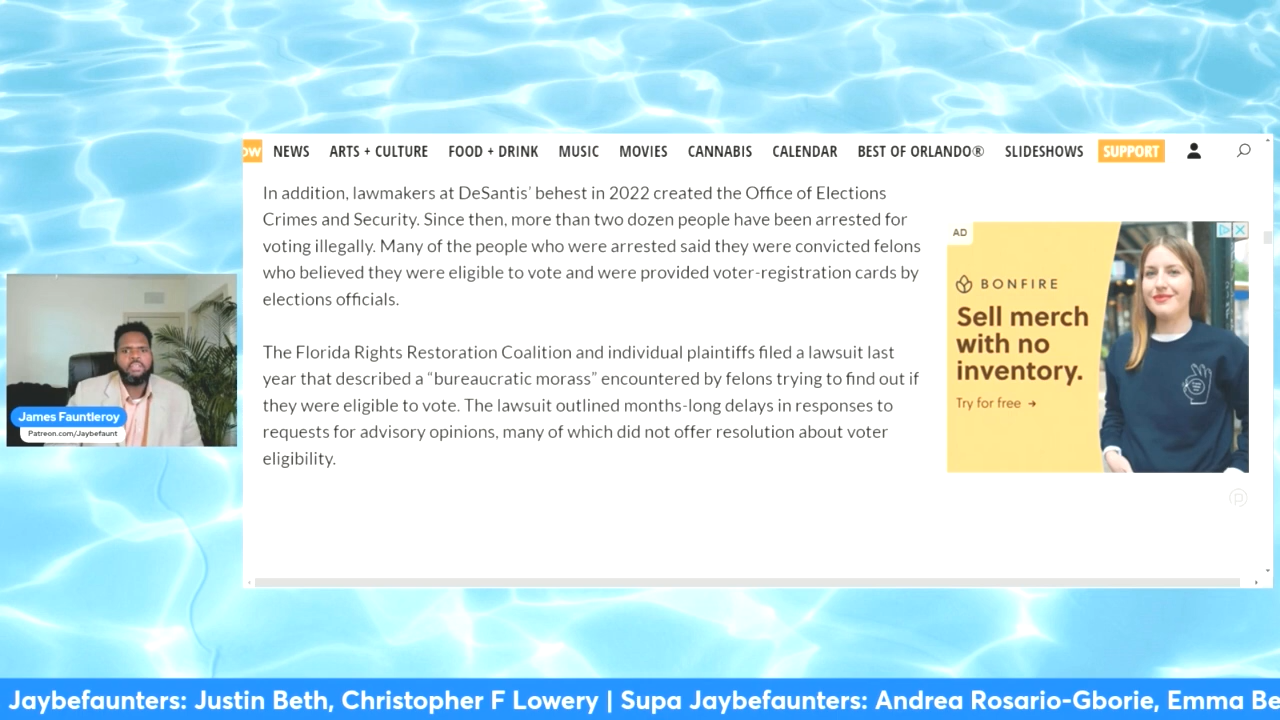 OW NEWS ARTS + CULTURE FOOD + DRINK MUSIC MOVIES CANNABIS CALENDAR BEST OF ORLANDO® SLIDESHOWS SUPPORT
In addition, lawmakers at DeSantis’ behest in 2022 created the Office of Elections
Crimes and Security. Since then, more than two dozen people have been arrested for
voting illegally. Many of the people who were arrested said they were convicted felons
who believed they were eligible to vote and were provided voter-registration cards by
elections officials.
The Florida Rights Restoration Coalition and individual plaintiffs filed a lawsuit last
year that described a “bureaucratic morass” encountered by felons trying to find out if
they were eligible to vote. The lawsuit outlined months-long delays in responses to
requests for advisory opinions, many of which did not offer resolution about voter
eligibility.
AD
BONFIRE
Sell merch
with no
inventory.
Try for free →
James Fauntleroy
Patreon.com/Jaybefaunt
Jaybefaunters: Justin Beth, Christopher F Lowery | Supa Jaybefaunters: Andrea Rosario-Gborie, Emma Be